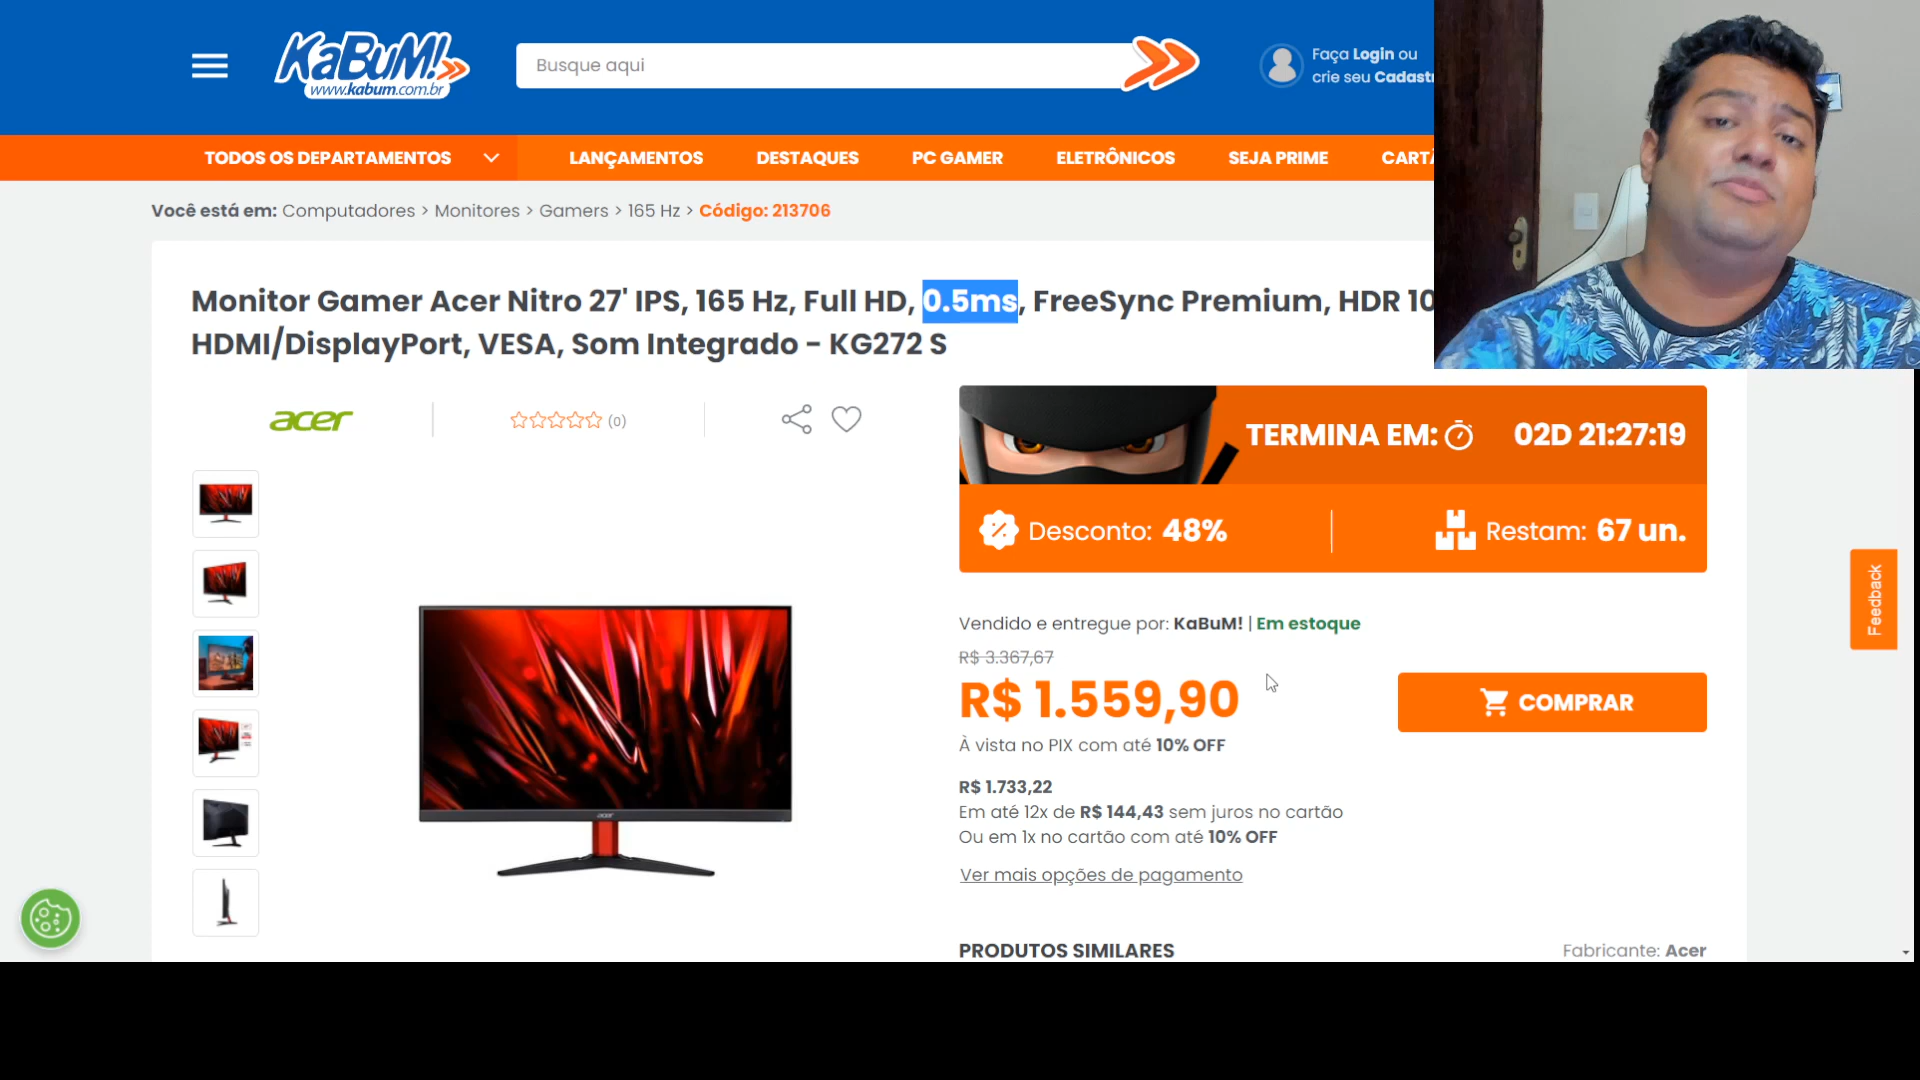 KaBuM!
www.kabum.com.br
Busque aqui
Faça Login ou
crie seu Cadast
TODOS OS DEPARTAMENTOS
LANÇAMENTOS
DESTAQUES
PC GAMER
ELETRÔNICOS
SEJA PRIME
CARTÃ
Você está em: Computadores > Monitores > Gamers > 165 Hz > Código: 213706
Monitor Gamer Acer Nitro 27' IPS, 165 Hz, Full HD, 0.5ms, FreeSync Premium, HDR 10
HDMI/DisplayPort, VESA, Som Integrado - KG272 S
acer
(0)
TERMINA EM: 02D 21:27:19
Desconto: 48%
Restam: 67 un.
Vendido e entregue por: KaBuM! | Em estoque
R$ 3.367,67
R$ 1.559,90
COMPRAR
À vista no PIX com até 10% OFF
R$ 1.733,22
Em até 12x de R$ 144,43 sem juros no cartão
Ou em 1x no cartão com até 10% OFF
Ver mais opções de pagamento
PRODUTOS SIMILARES
Fabricante: Acer
Feedback
acer